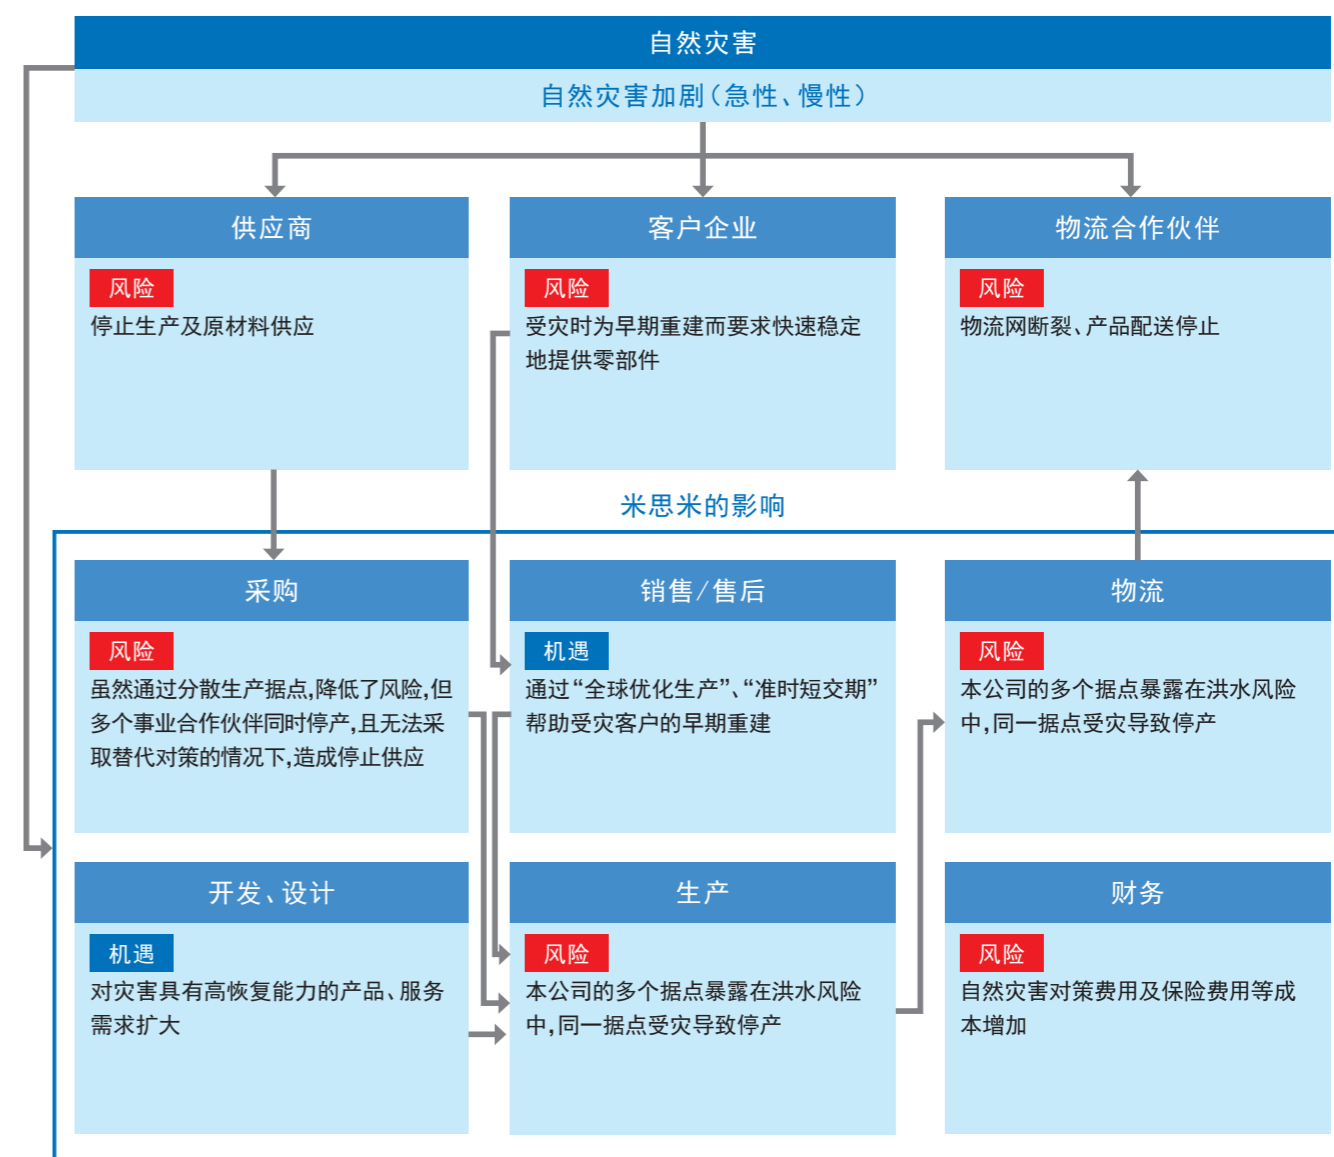 自然灾害
自然灾害加剧（急性、慢性）
供应商
风险
停止生产及原材料供应
客户企业
风险
受灾时为早期重建而要求快速稳定
地提供零部件
物流合作伙伴
风险
物流网断裂、产品配送停止
米思米的影响
采购
风险
虽然通过分散生产据点,降低了风险,但
多个事业合作伙伴同时停产,且无法采
取替代对策的情况下,造成停止供应
销售/售后
机遇
通过“全球优化生产”、“准时短交期”
帮助受灾客户的早期重建
物流
风险
本公司的多个据点暴露在洪水风险
中,同一据点受灾导致停产
开发、设计
机遇
对灾害具有高恢复能力的产品、服务
需求扩大
生产
风险
本公司的多个据点暴露在洪水风险
中,同一据点受灾导致停产
财务
风险
自然灾害对策费用及保险费用等成
本增加